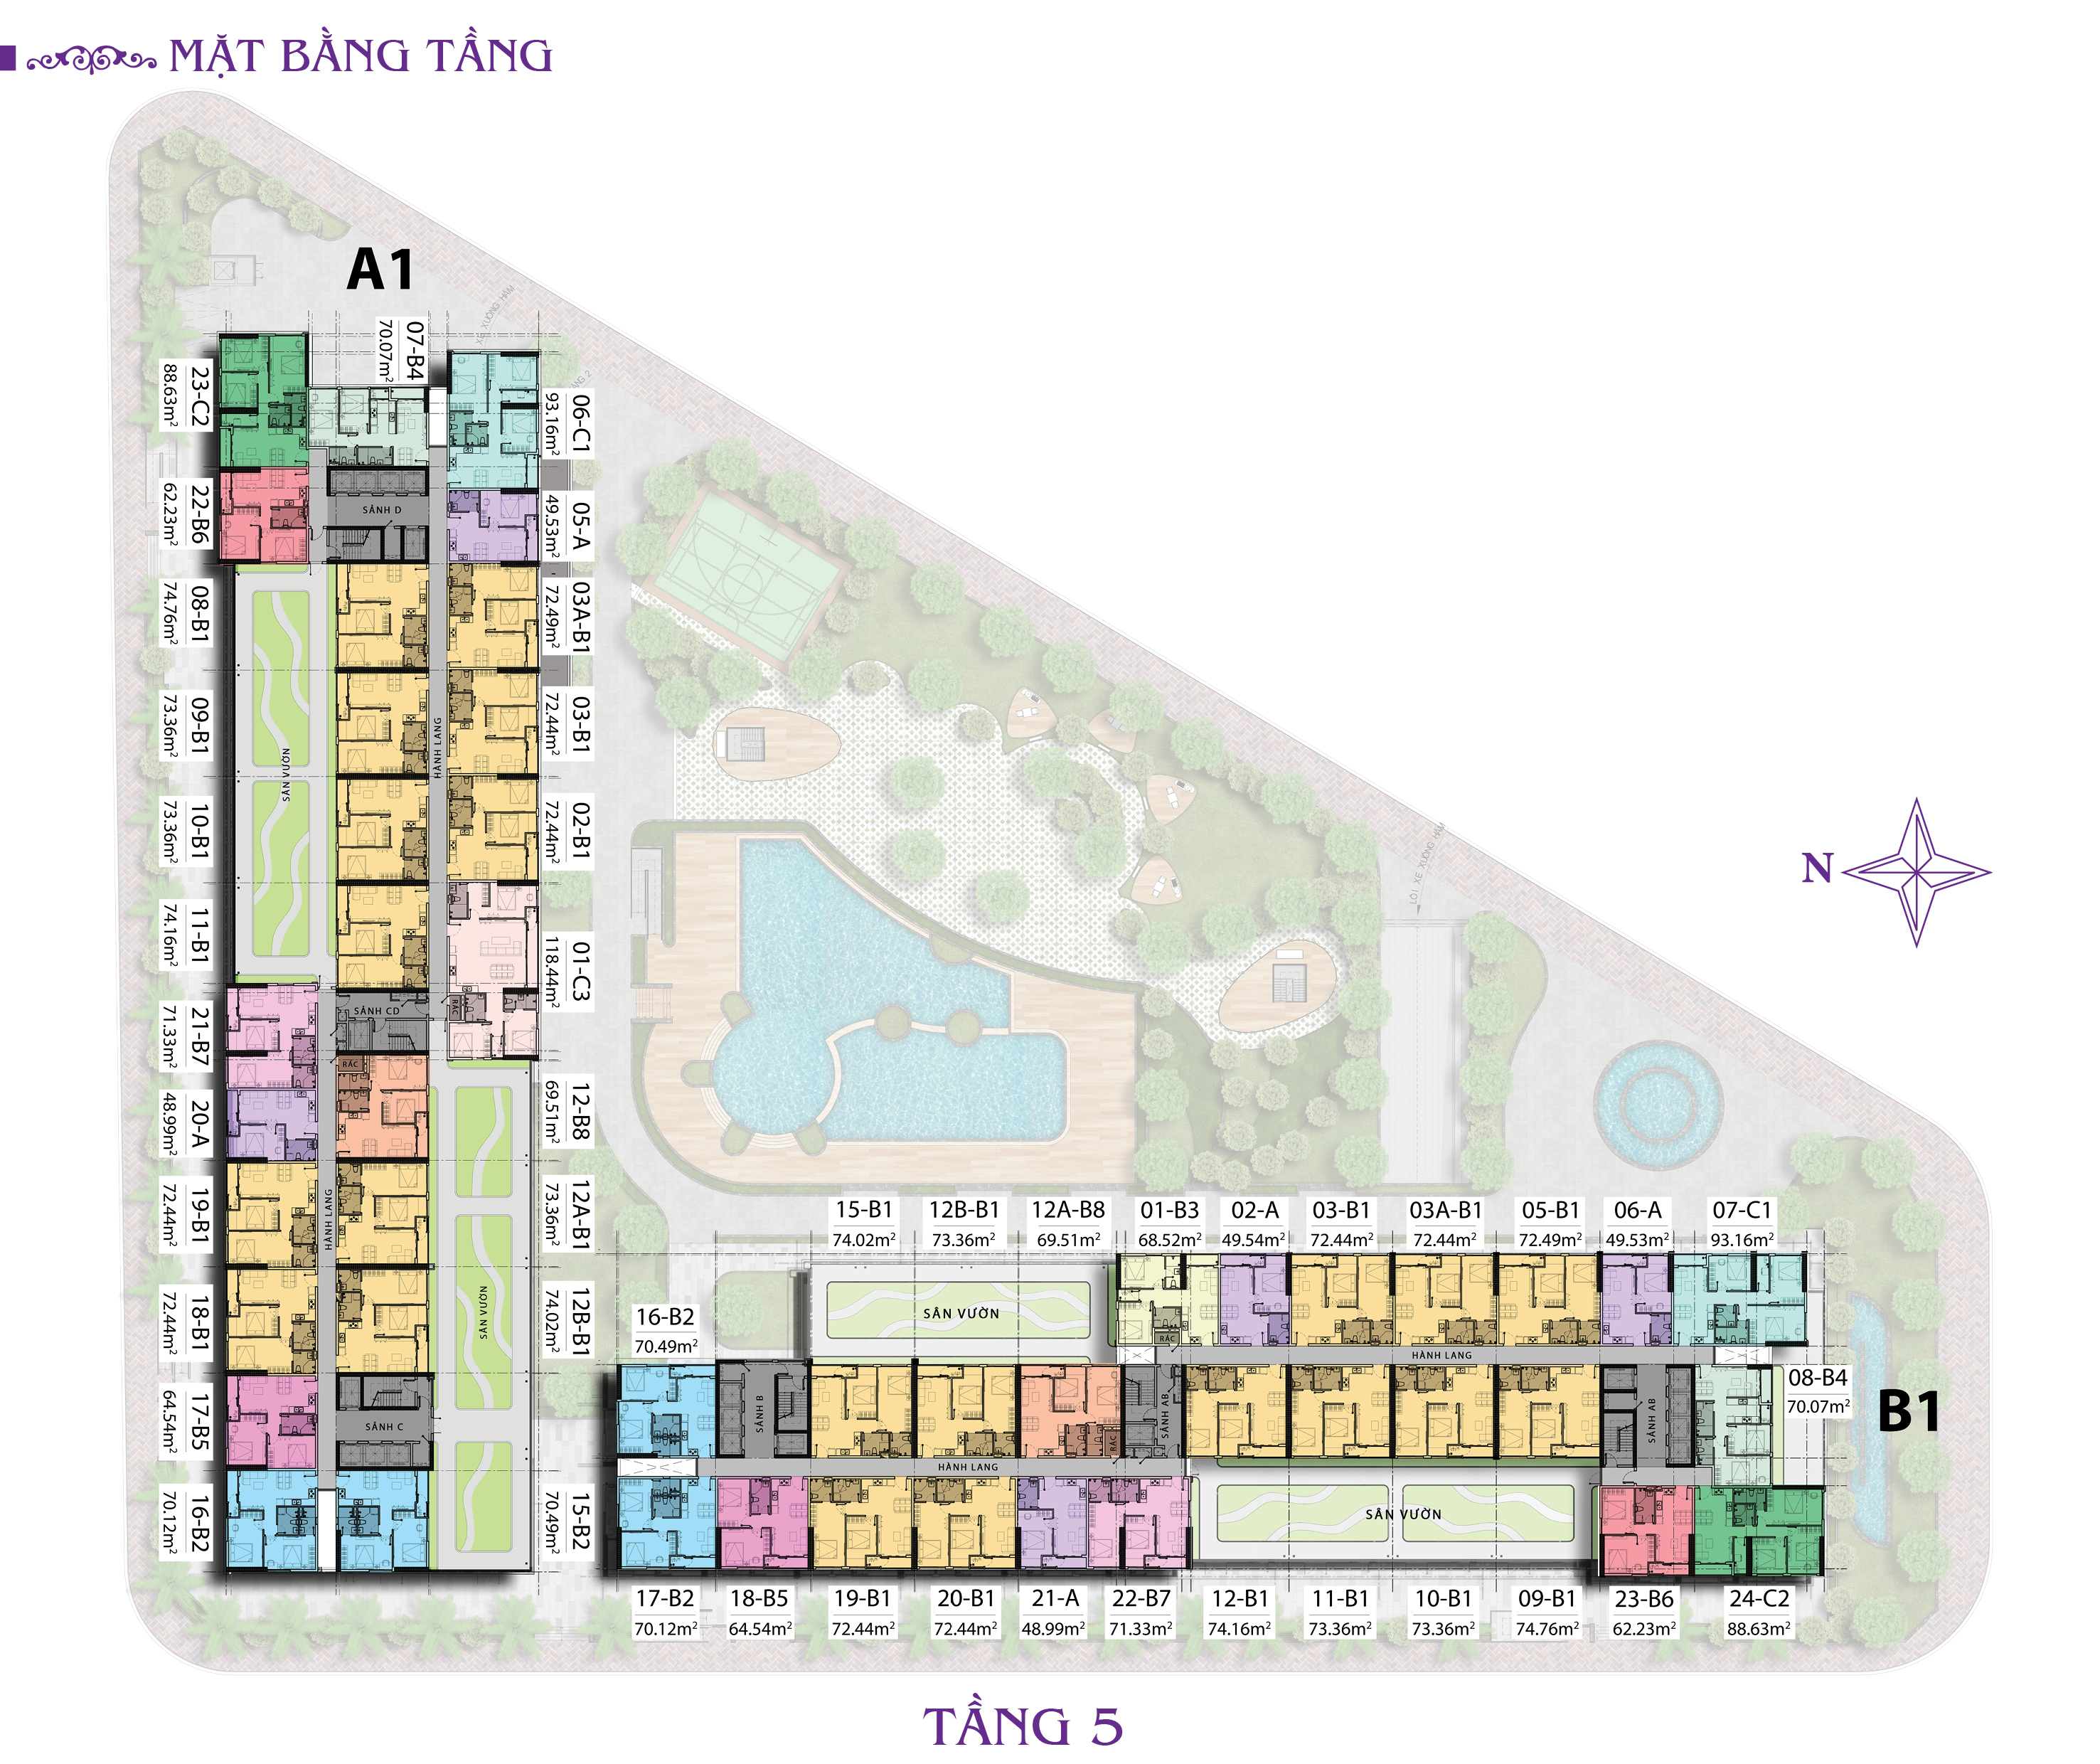 MẶT BẰNG TẦNG
A1
07-B4
70.07m²
23-C2
88.63m²
22-B6
62.23m²
08-B1
74.76m²
09-B1
73.36m²
10-B1
73.36m²
11-B1
74.16m²
21-B7
71.33m²
20-A
48.99m²
19-B1
72.44m²
18-B1
72.44m²
17-B5
64.54m²
16-B2
70.12m²
06-C1
93.16m²
05-A
49.53m²
03A-B1
72.49m²
03-B1
72.44m²
02-B1
72.44m²
01-C3
118.44m²
12-B8
69.51m²
12A-B1
73.36m²
12B-B1
74.02m²
15-B2
70.49m²
SẢNH D
HÀNH LANG
SÂN VƯỜN
SẢNH CD
RÁC
RÁC
HÀNH LANG
SÂN VƯỜN
SẢNH C
XE XUỐNG HẦM
LỐI XE XUỐNG HẦM
N
15-B1
74.02m²
12B-B1
73.36m²
12A-B8
69.51m²
01-B3
68.52m²
02-A
49.54m²
03-B1
72.44m²
03A-B1
72.44m²
05-B1
72.49m²
06-A
49.53m²
07-C1
93.16m²
16-B2
70.49m²
SÂN VƯỜN
RÁC
HÀNH LANG
08-B4
70.07m²
B1
SẢNH B
SẢNH AB
SẢNH AB
RÁC
HÀNH LANG
SÂN VƯỜN
17-B2
70.12m²
18-B5
64.54m²
19-B1
72.44m²
20-B1
72.44m²
21-A
48.99m²
22-B7
71.33m²
12-B1
74.16m²
11-B1
73.36m²
10-B1
73.36m²
09-B1
74.76m²
23-B6
62.23m²
24-C2
88.63m²
TẦNG 5